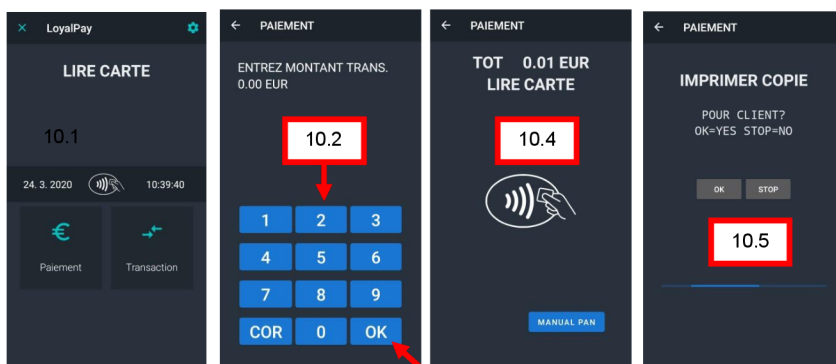 LoyalPay
LIRE CARTE
10.1
24. 3. 2020 10:39:40
€
Paiement Transaction
PAIEMENT
ENTREZ MONTANT TRANS.
0.00 EUR
10.2
1 2 3
4 5 6
7 8 9
COR 0 OK
PAIEMENT
TOT 0.01 EUR
LIRE CARTE
10.4
MANUAL PAN
PAIEMENT
IMPRIMER COPIE
POUR CLIENT?
OK=YES STOP=NO
OK STOP
10.5